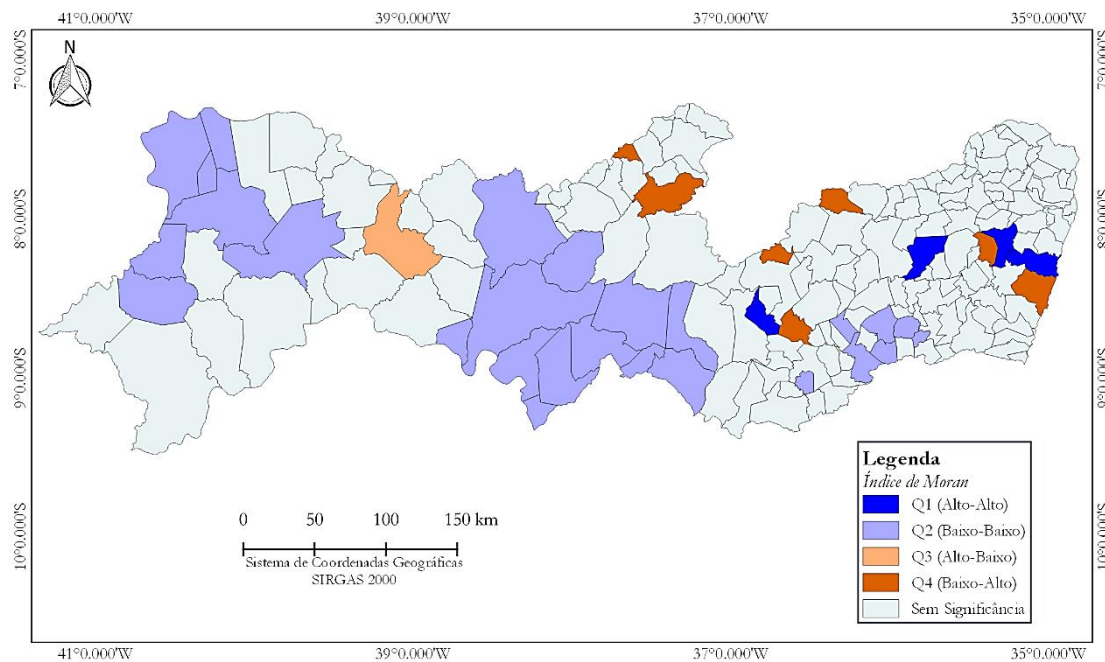 41°0.000'W 39°0.000'W 37°0.000'W 35°0.000'W
7°0.000'S
7°0.000'S
N
8°0.000'S
8°0.000'S
9°0.000'S
9°0.000'S
10°0.000'S
10°0.000'S
Legenda
Índice de Moran
Q1 (Alto-Alto)
Q2 (Baixo-Baixo)
Q3 (Alto-Baixo)
Q4 (Baixo-Alto)
Sem Significância
0 50 100 150 km
Sistema de Coordenadas Geográficas
SIRGAS 2000
41°0.000'W 39°0.000'W 37°0.000'W 35°0.000'W